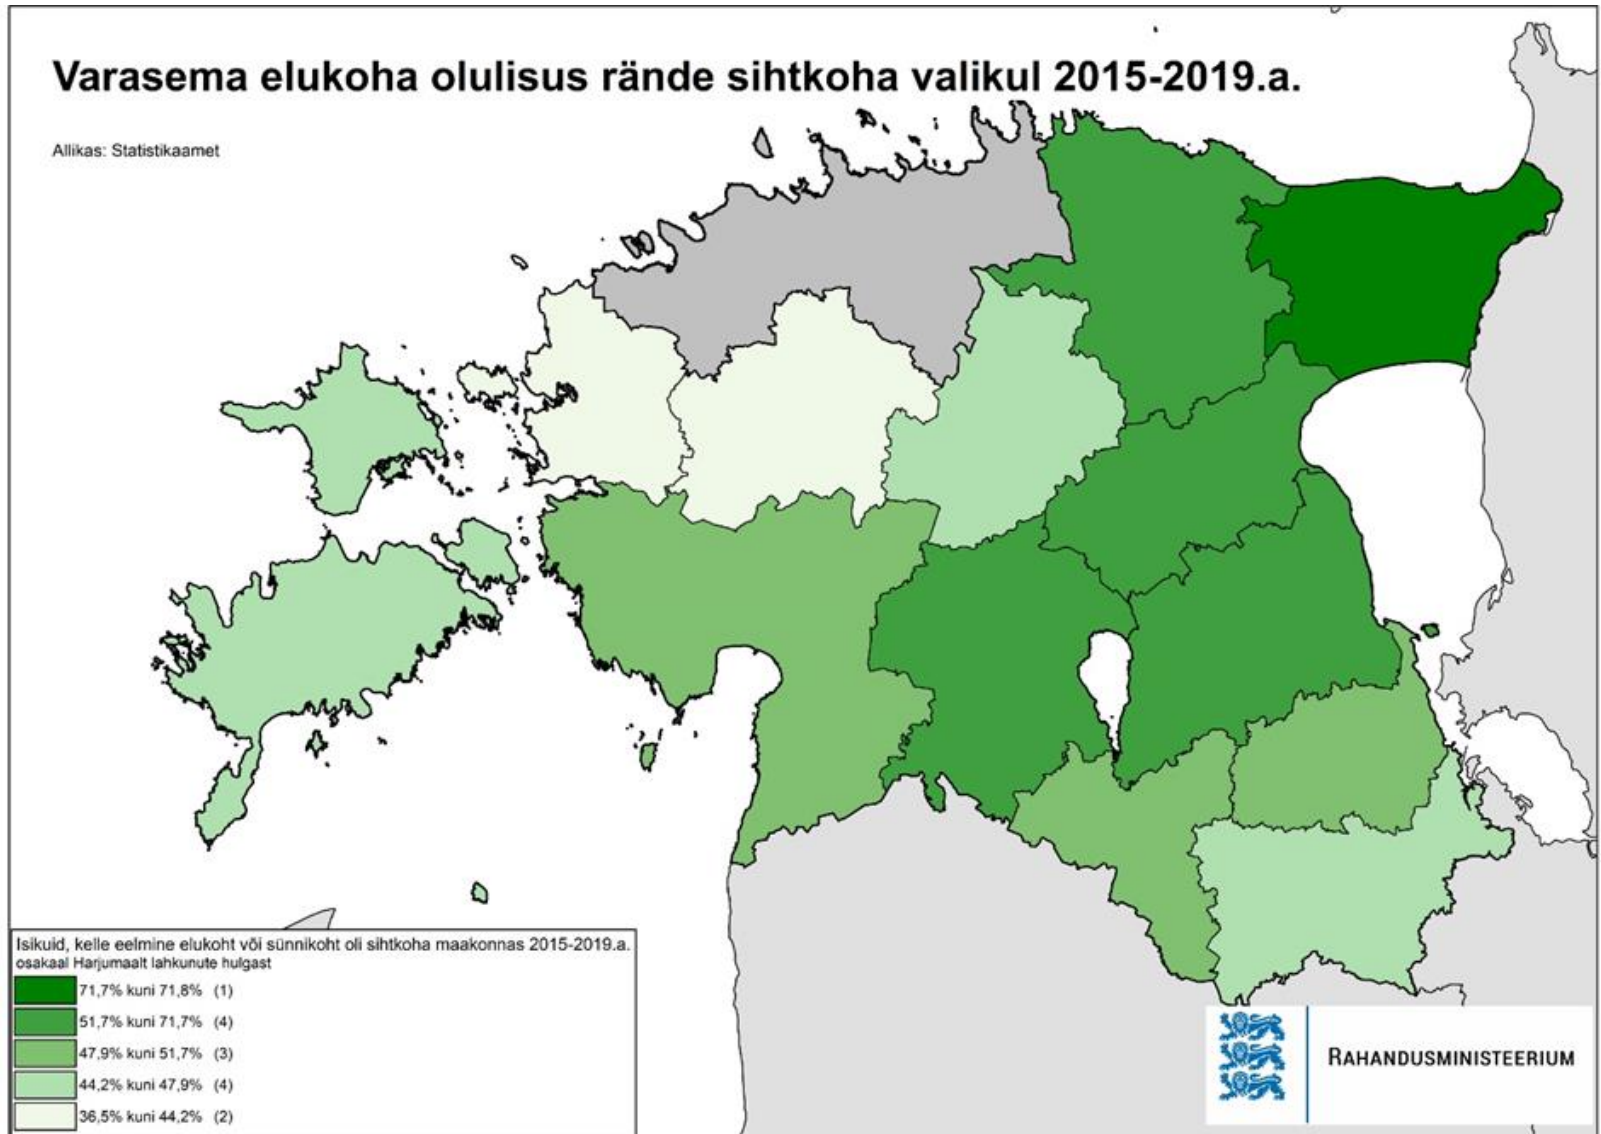 Varasema elukoha olulisus rände sihtkoha valikul 2015-2019.a.
Allikas: Statistikaamet
Isikuid, kelle eelmine elukoht või sünnikoht oli sihtkoha maakonnas 2015-2019.a.
osakaal Harjumaalt lahkunute hulgast
71,7% kuni 71,8% (1)
51,7% kuni 71,7% (4)
47,9% kuni 51,7% (3)
44,2% kuni 47,9% (4)
36,5% kuni 44,2% (2)
RAHANDUSMINISTEERIUM